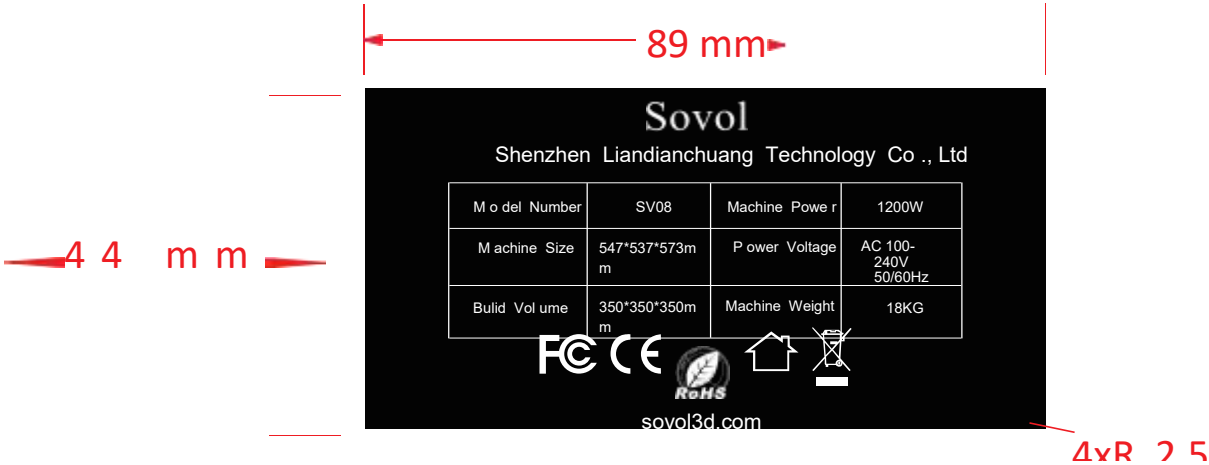 89 mm
Sovol
Shenzhen Liandianchuang Technology Co ., Ltd
M o del Number SV08 Machine Powe r 1200W
M achine Size 547*537*573m
m P ower Voltage AC 100-
240V
50/60Hz
4 4 m m
Bulid Vol ume 350*350*350m
m Machine Weight 18KG
FC CE
RoHS
sovol3d.com
4xR 2.5